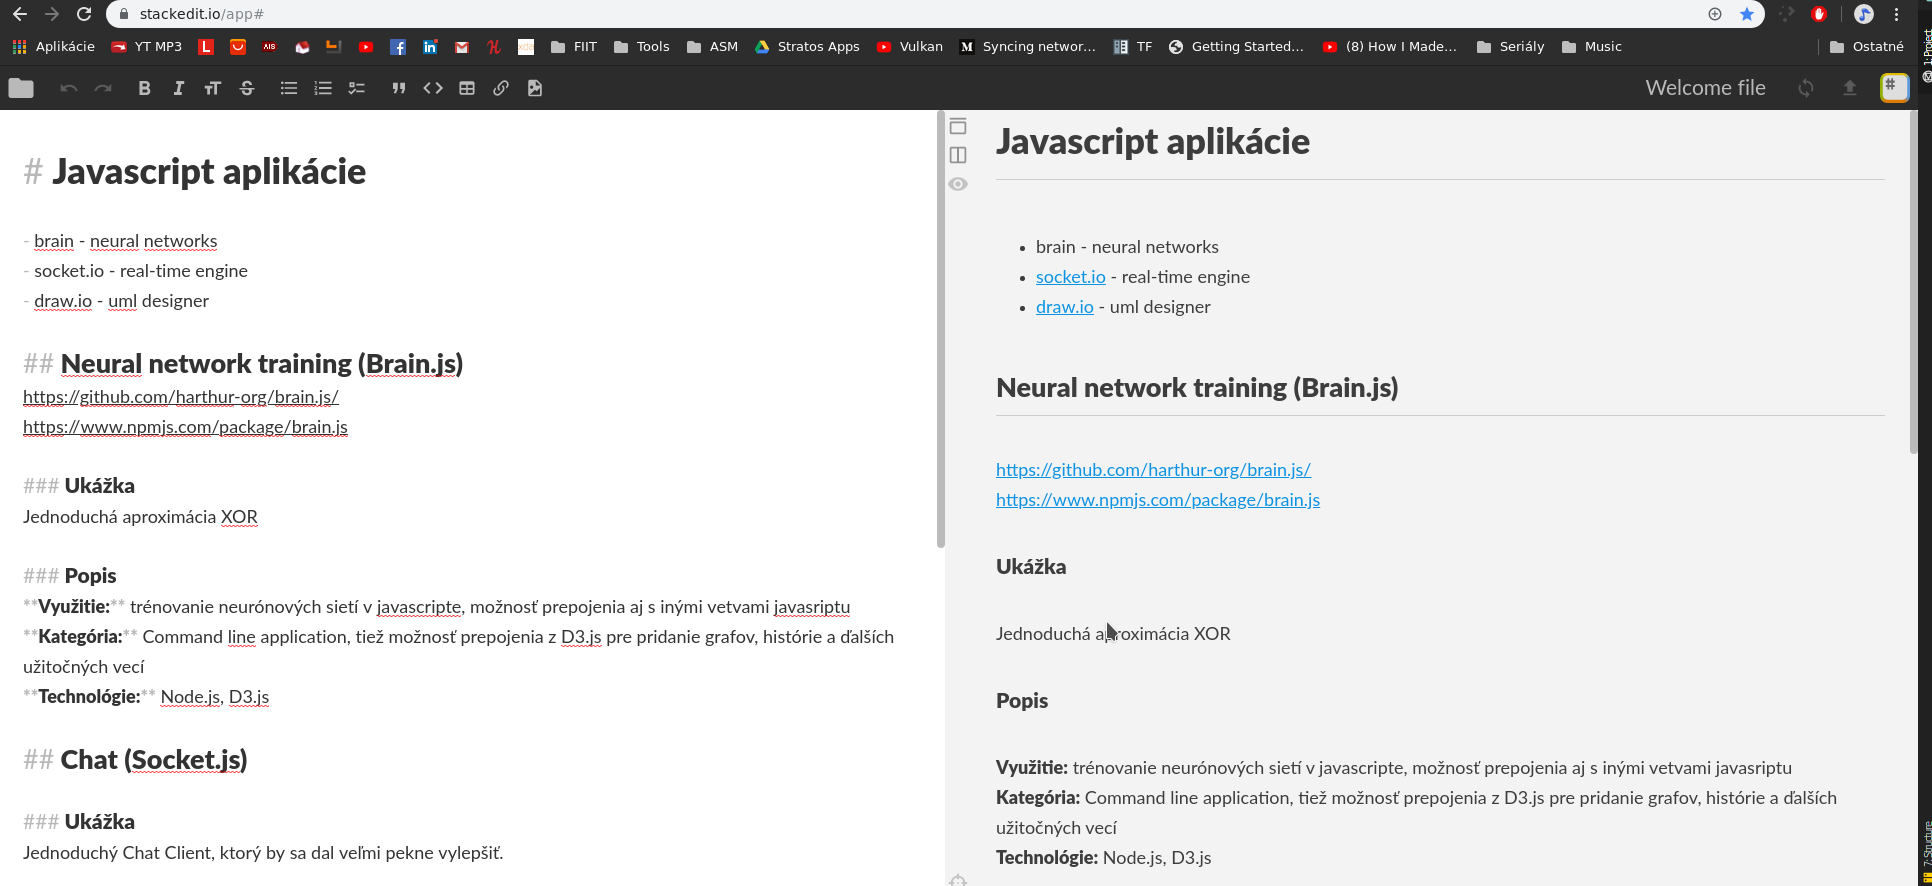 stackedit.io/app#
Aplikácie YT MP3 FIIT Tools ASM Stratos Apps Vulkan Syncing networ... TF Getting Started... (8) How I Made... Seriály Music Ostatné
Welcome file
# Javascript aplikácie
- brain - neural networks
- socket.io - real-time engine
- draw.io - uml designer
## Neural network training (Brain.js)
https://github.com/harthur-org/brain.js/
https://www.npmjs.com/package/brain.js
### Ukážka
Jednoduchá aproximácia XOR
### Popis
**Využitie:** trénovanie neurónových sietí v javascripte, možnosť prepojenia aj s inými vetvami javasriptu
**Kategória:** Command line application, tiež možnosť prepojenia z D3.js pre pridanie grafov, histórie a ďalších
užitočných vecí
**Technológie:** Node.js, D3.js
## Chat (Socket.js)
### Ukážka
Jednoduchý Chat Client, ktorý by sa dal veľmi pekne vylepšiť.
Javascript aplikácie
• brain - neural networks
• socket.io - real-time engine
• draw.io - uml designer
Neural network training (Brain.js)
https://github.com/harthur-org/brain.js/
https://www.npmjs.com/package/brain.js
Ukážka
Jednoduchá aproximácia XOR
Popis
Využitie: trénovanie neurónových sietí v javascripte, možnosť prepojenia aj s inými vetvami javasriptu
Kategória: Command line application, tiež možnosť prepojenia z D3.js pre pridanie grafov, histórie a ďalších
užitočných vecí
Technológie: Node.js, D3.js
1: Project
7: Structure